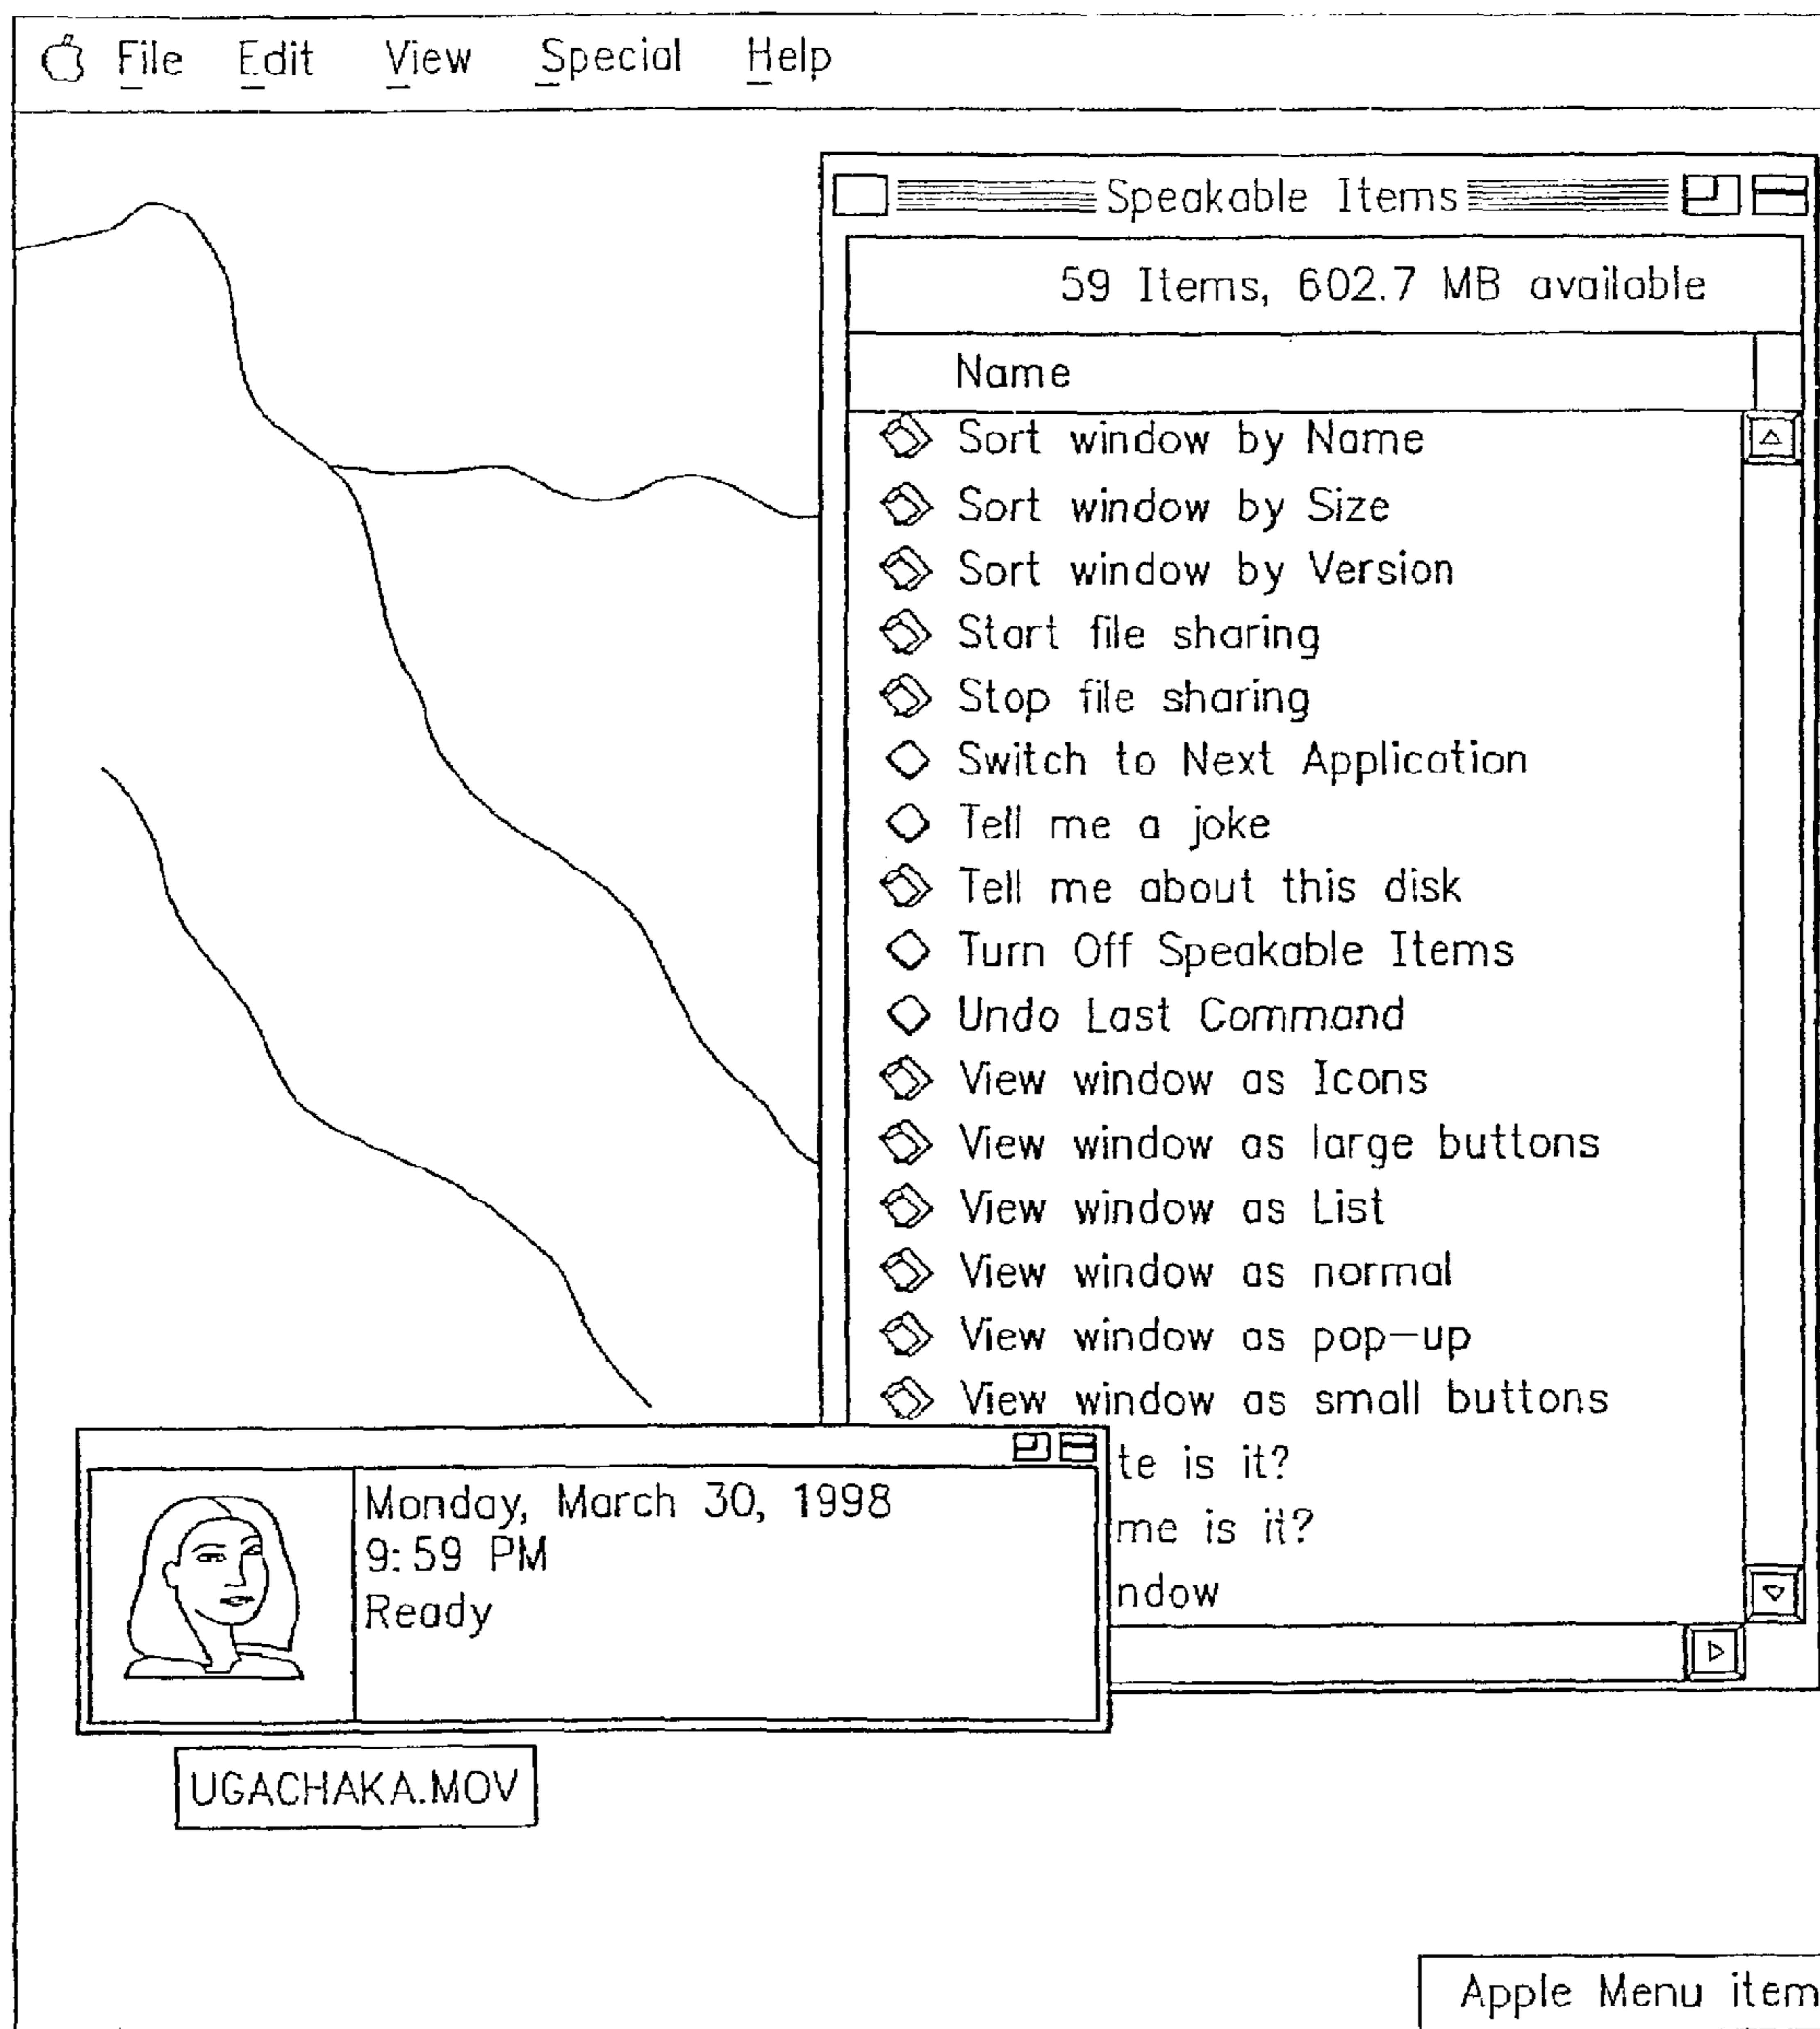 File Edit View Special Help
Speakable Items
59 Items, 602.7 MB available
Name
Sort window by Name
Sort window by Size
Sort window by Version
Start file sharing
Stop file sharing
Switch to Next Application
Tell me a joke
Tell me about this disk
Turn Off Speakable Items
Undo Last Command
View window as Icons
View window as large buttons
View window as List
View window as normal
View window as pop-up
View window as small buttons
te is it?
me is it?
ndow
Monday, March 30, 1998
9:59 PM
Ready
UGACHAKA.MOV
Apple Menu item